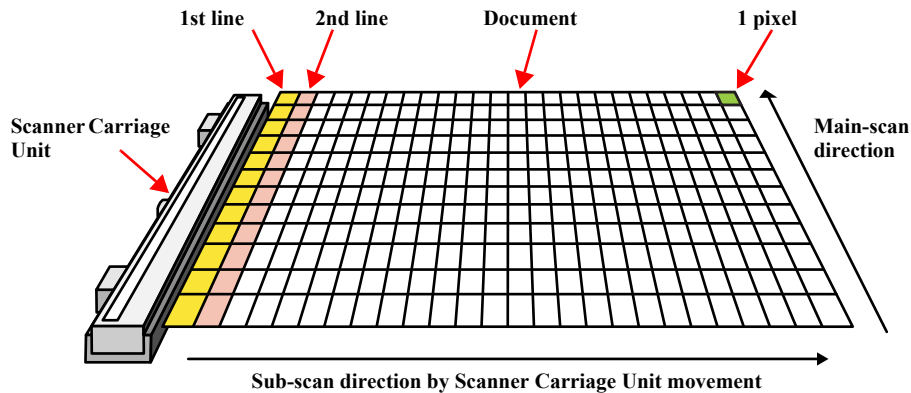 1st line
2nd line
Document
1 pixel
Scanner Carriage
Unit
Main-scan
direction
Sub-scan direction by Scanner Carriage Unit movement